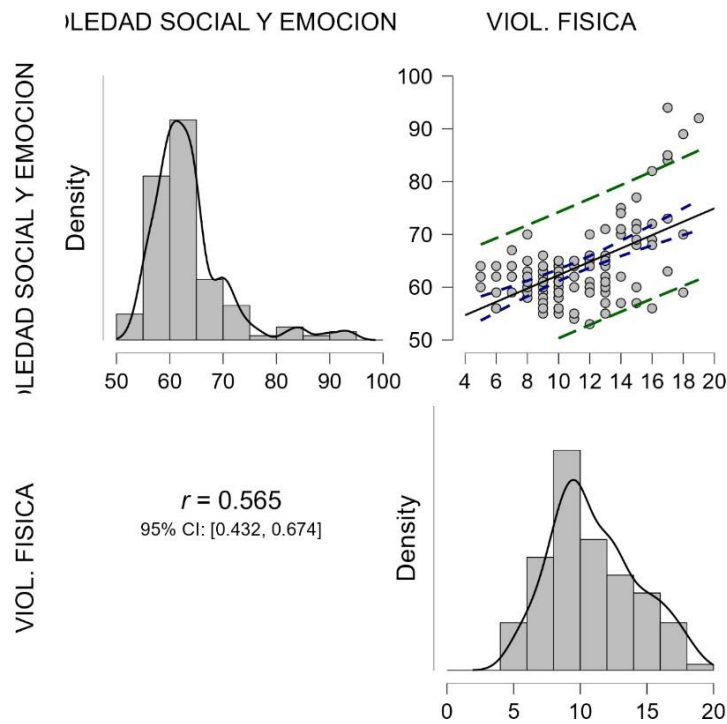 OLEDAD SOCIAL Y EMOCION VIOL. FISICA
OLEDAD SOCIAL Y EMOCION
Density
50 60 70 80 90 100
100
90
80
70
60
50
4 6 8 10 12 14 16 18 20
VIOL. FISICA
r = 0.565
95% CI: [0.432, 0.674]
Density
0 5 10 15 20